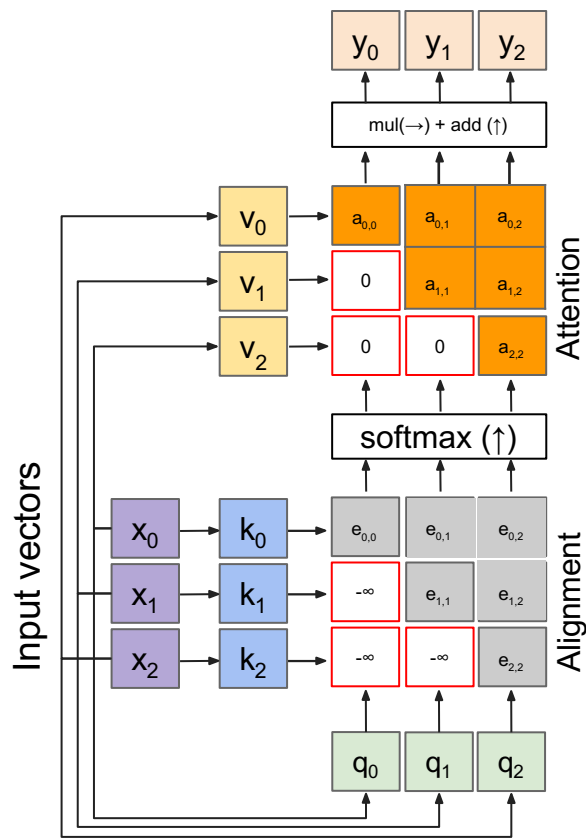 y0 y1 y2
mul(→) + add (↑)
v0 a0,0 a0,1 a0,2
v1 0 a1,1 a1,2
v2 0 0 a2,2
Attention
softmax (↑)
Input vectors
x0 k0 e0,0 e0,1 e0,2
x1 k1 -∞ e1,1 e1,2
x2 k2 -∞ -∞ e2,2
Alignment
q0 q1 q2